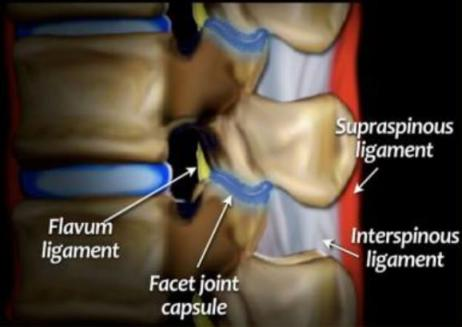 Supraspinous
ligament
Flavum
ligament
Interspinous
ligament
Facet joint
capsule